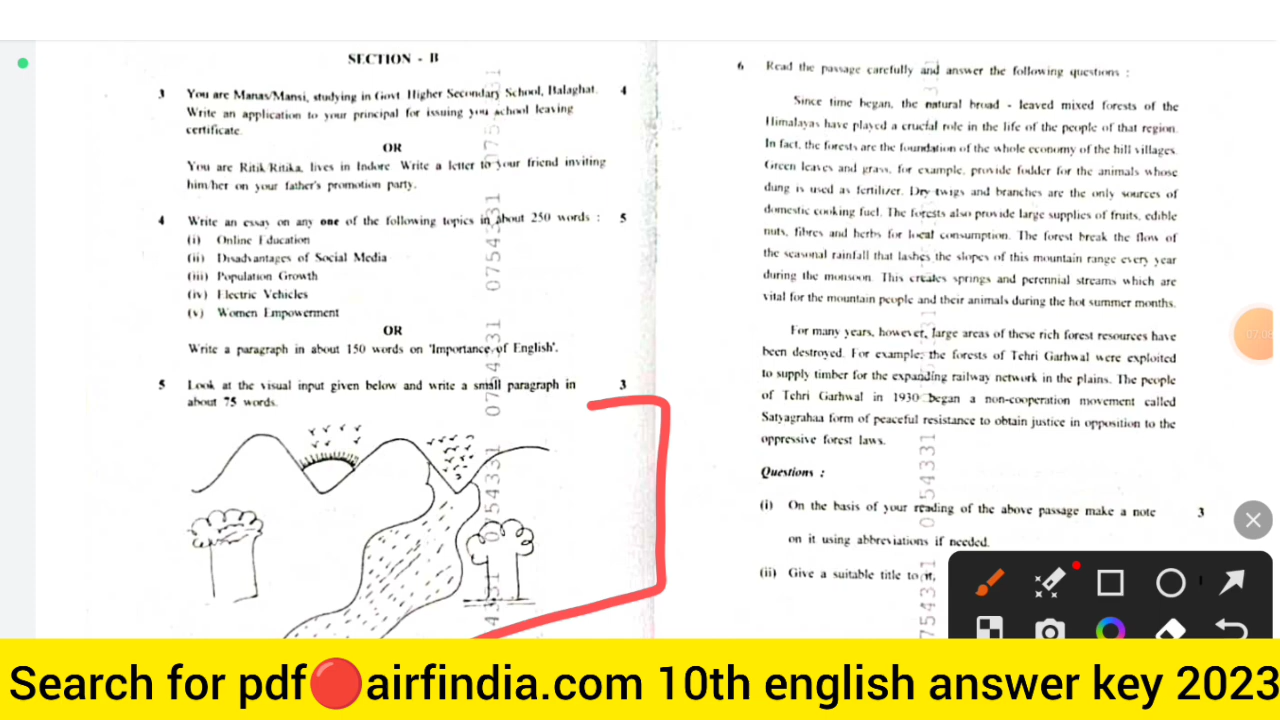 SECTION - B
3 You are Manav/Mansi, studying in Govt Higher Secondary School, Balaghat. 4
Write an application to your principal for issuing you school leaving
certificate.
OR
You are Ritik/Ritika, lives in Indore Write a letter to your friend inviting
him/her on your father's promotion party.
4 Write an essay on any one of the following topics in about 250 words : 5
(i) Online Education
(ii) Disadvantages of Social Media
(iii) Population Growth
(iv) Electric Vehicles
(v) Women Empowerment
OR
Write a paragraph in about 150 words on 'Importance of English'.
5 Look at the visual input given below and write a small paragraph in 3
about 75 words.
0754331 0754331 0754331
6 Read the passage carefully and answer the following questions :
Since time began, the natural broad - leaved mixed forests of the
Himalayas have played a crucial role in the life of the people of that region.
In fact, the forests are the foundation of the whole economy of the hill villages.
Green leaves and grass, for example, provide fodder for the animals whose
dung is used as fertilizer. Dry twigs and branches are the only sources of
domestic cooking fuel. The forests also provide large supplies of fruits, edible
nuts, fibres and herbs for local consumption. The forest break the flow of
the seasonal rainfall that lashes the slopes of this mountain range every year
during the monsoon. This creates springs and perennial streams which are
vital for the mountain people and their animals during the hot summer months.
For many years, however, large areas of these rich forest resources have
been destroyed. For example, the forests of Tehri Garhwal were exploited
to supply timber for the expanding railway network in the plains. The people
of Tehri Garhwal in 1930 began a non-cooperation movement called
Satyagrahaa form of peaceful resistance to obtain justice in opposition to the
oppressive forest laws.
Questions :
(i) On the basis of your reading of the above passage make a note 3
on it using abbreviations if needed.
(ii) Give a suitable title to it. 1
Search for pdf🔴airfindia.com 10th english answer key 2023